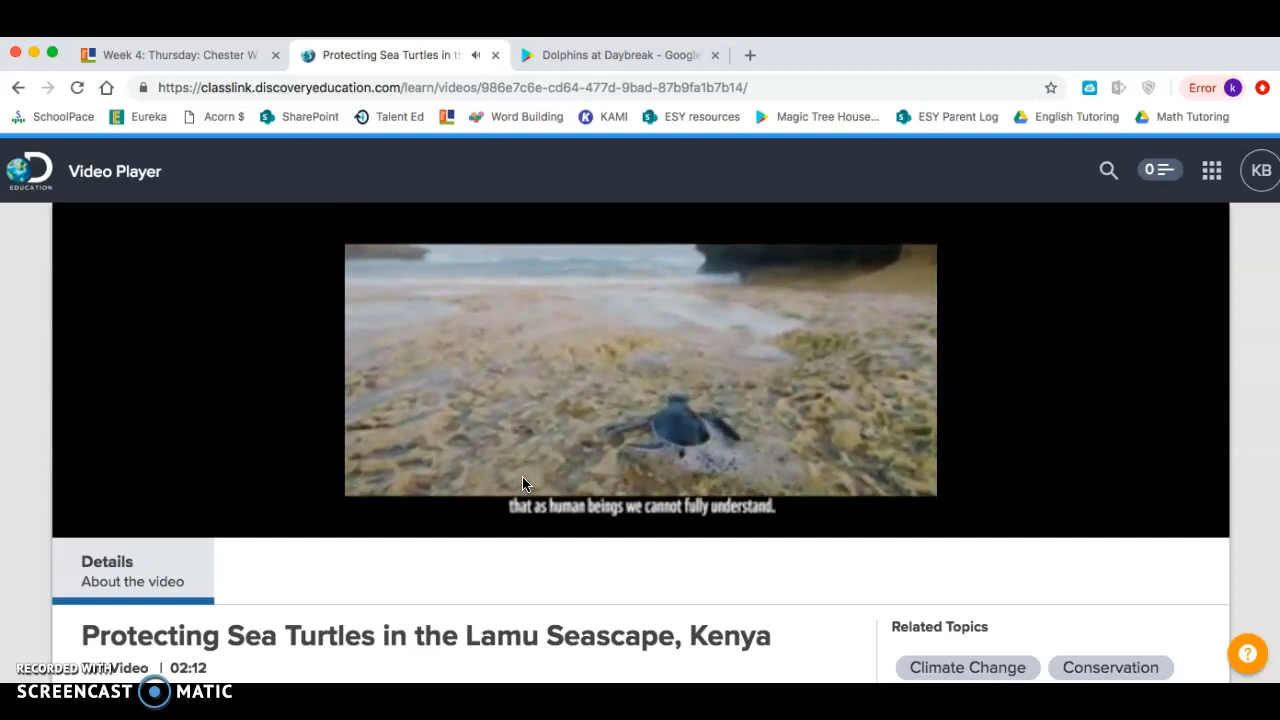 Week 4: Thursday: Chester W
Protecting Sea Turtles in th
Dolphins at Daybreak - Google
https://classlink.discoveryeducation.com/learn/videos/986e7c6e-cd64-477d-9bad-87b9fa1b7b14/
Error k
SchoolPace Eureka Acorn $ SharePoint Talent Ed Word Building KAMI ESY resources Magic Tree House... ESY Parent Log English Tutoring Math Tutoring
EDUCATION
Video Player
0
KB
that as human beings we cannot fully understand.
Details
About the video
Protecting Sea Turtles in the Lamu Seascape, Kenya
Video | 02:12
Related Topics
Climate Change Conservation
RECORDED WITH
SCREENCAST MATIC
?